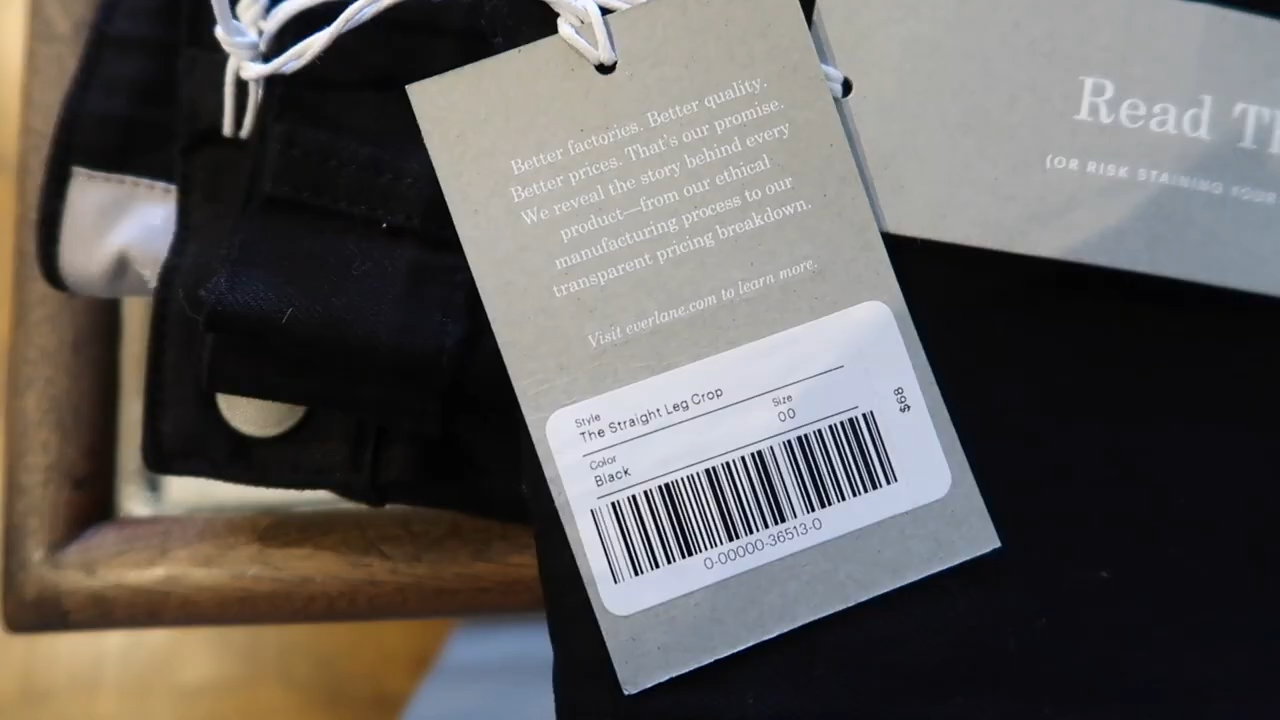 Better factories. Better quality.
Better prices. That's our promise.
We reveal the story behind every
product—from our ethical
manufacturing process to our
transparent pricing breakdown.
Visit everlane.com to learn more.
Style
The Straight Leg Crop
Size
00
Color
Black
$68
0-00000-36513-0
Read
(OR RISK STAINING YOUR